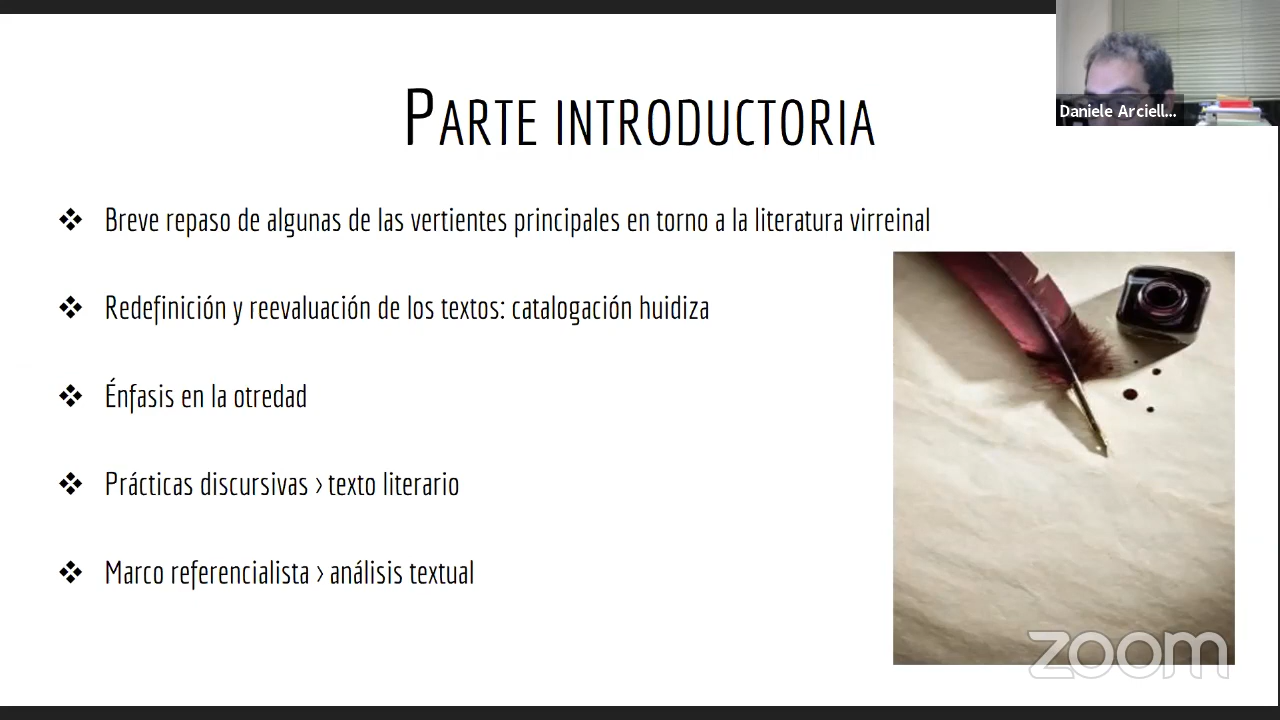 PARTE INTRODUCTORIA
Daniele Arciell...
❖ Breve repaso de algunas de las vertientes principales en torno a la literatura virreinal
❖ Redefinición y reevaluación de los textos: catalogación huidiza
❖ Énfasis en la otredad
❖ Prácticas discursivas › texto literario
❖ Marco referencialista › análisis textual
zoom